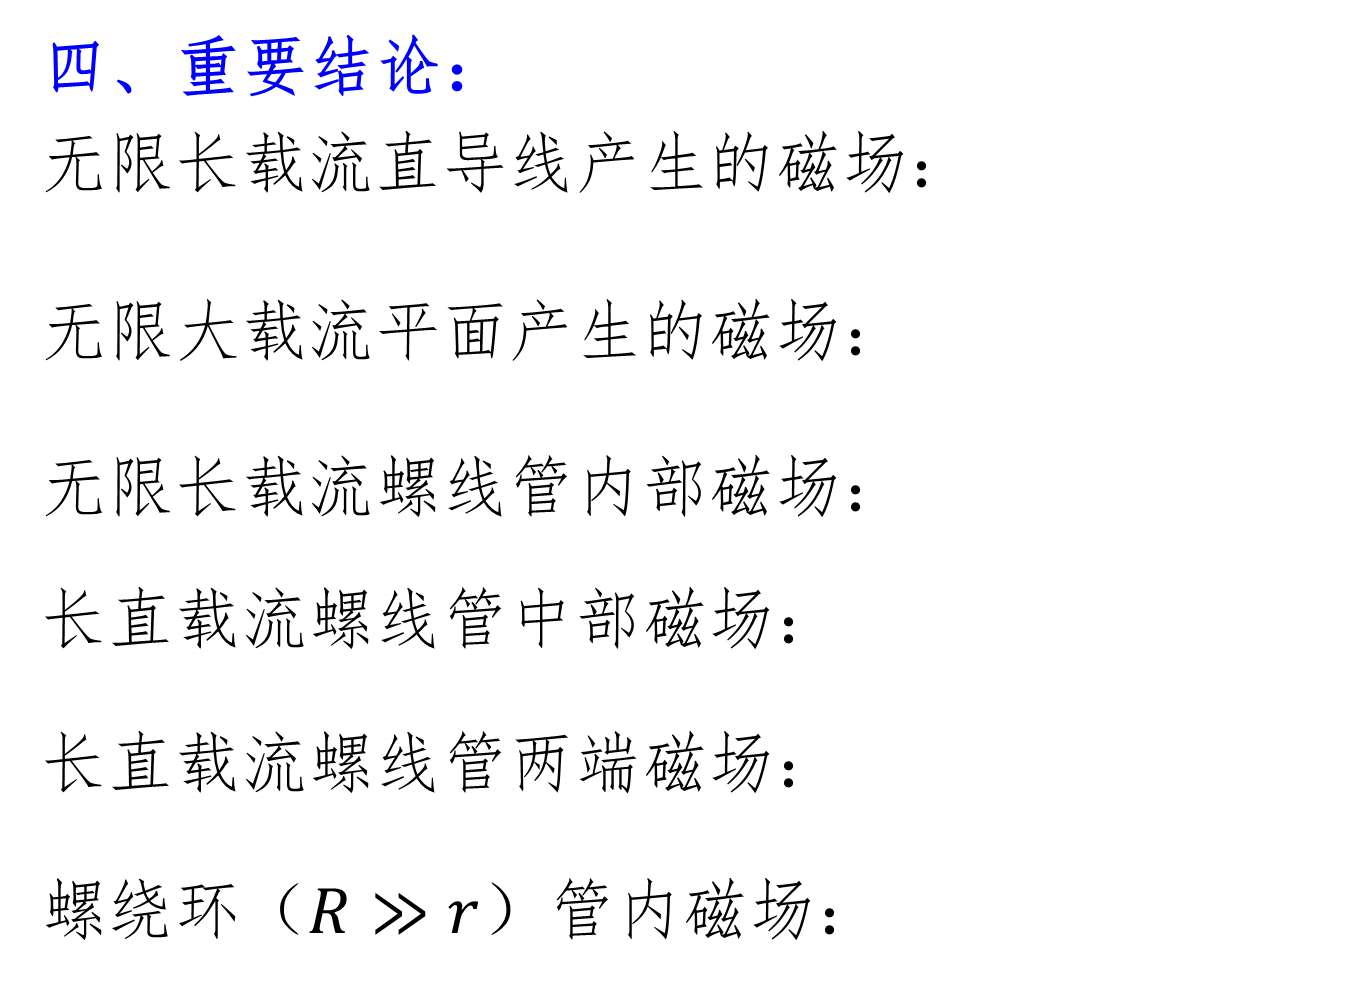 四、重要结论：
无限长载流直导线产生的磁场：
无限大载流平面产生的磁场：
无限长载流螺线管内部磁场：
长直载流螺线管中部磁场：
长直载流螺线管两端磁场：
螺绕环（R ≫ r）管内磁场：